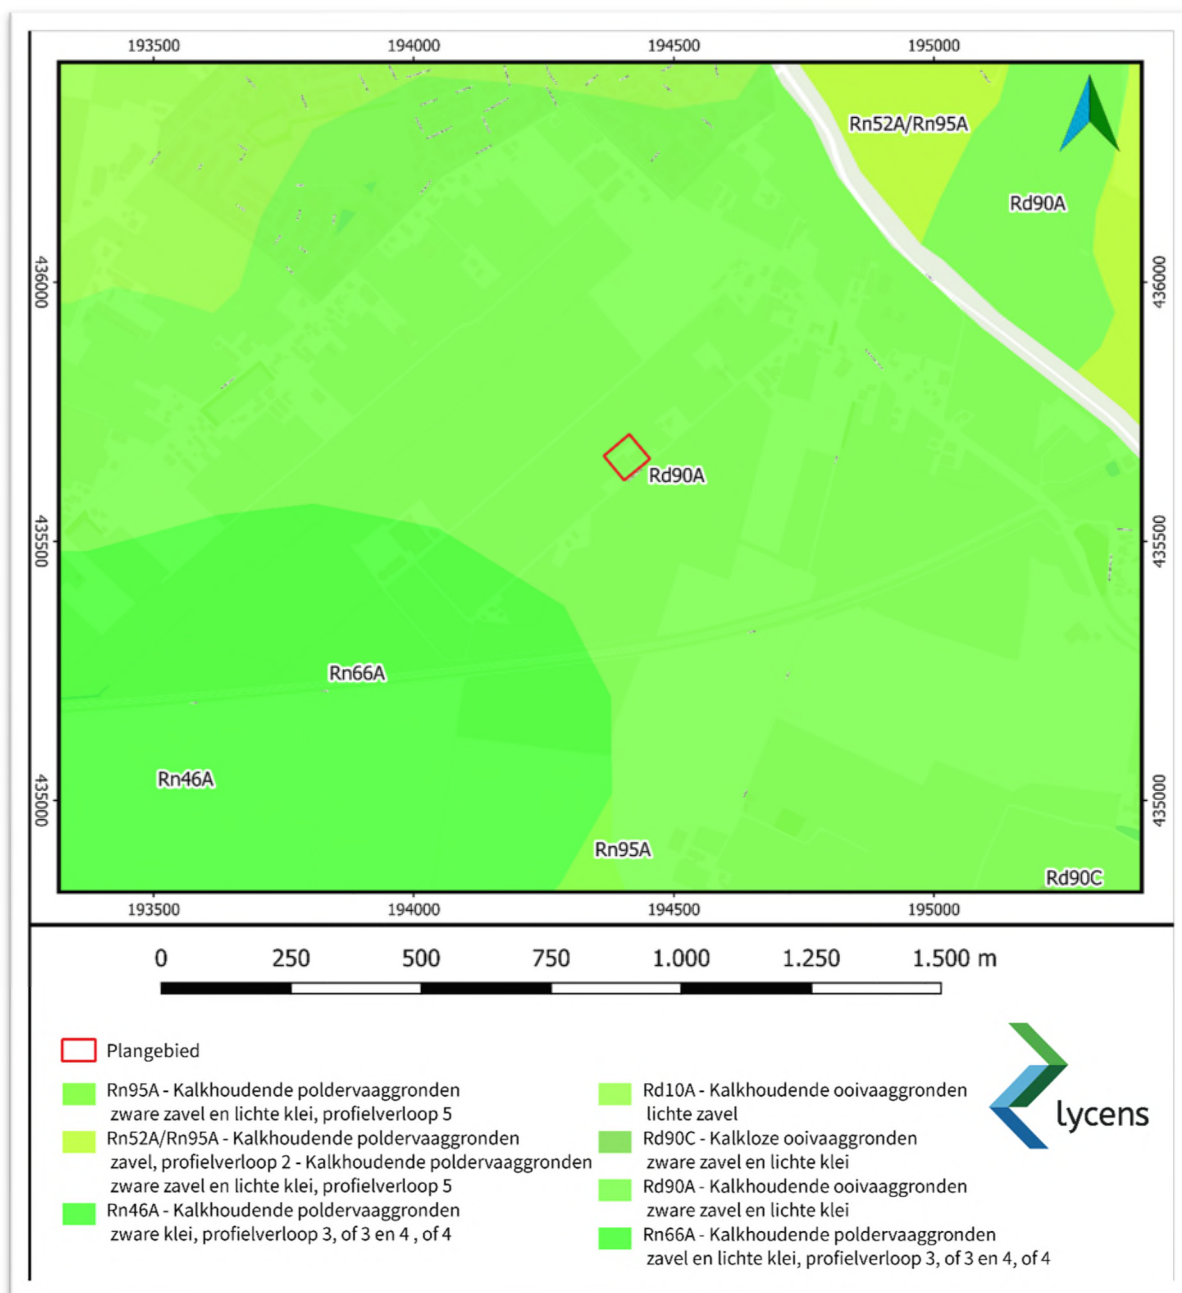 193500 194000 194500 195000
Rn52A/Rn95A
Rd90A
436000 436000
Rd90A
435500 435500
Rn66A
Rn46A
435000 435000
Rn95A
Rd90C
193500 194000 194500 195000
0 250 500 750 1.000 1.250 1.500 m
Plangebied
Rn95A - Kalkhoudende poldervaaggronden
zware zavel en lichte klei, profielverloop 5
Rn52A/Rn95A - Kalkhoudende poldervaaggronden
zavel, profielverloop 2 - Kalkhoudende poldervaaggronden
zware zavel en lichte klei, profielverloop 5
Rn46A - Kalkhoudende poldervaaggronden
zware klei, profielverloop 3, of 3 en 4 , of 4
Rd10A - Kalkhoudende ooivaaggronden
lichte zavel
Rd90C - Kalkloze ooivaaggronden
zware zavel en lichte klei
Rd90A - Kalkhoudende ooivaaggronden
zware zavel en lichte klei
Rn66A - Kalkhoudende poldervaaggronden
zavel en lichte klei, profielverloop 3, of 3 en 4, of 4
lycens